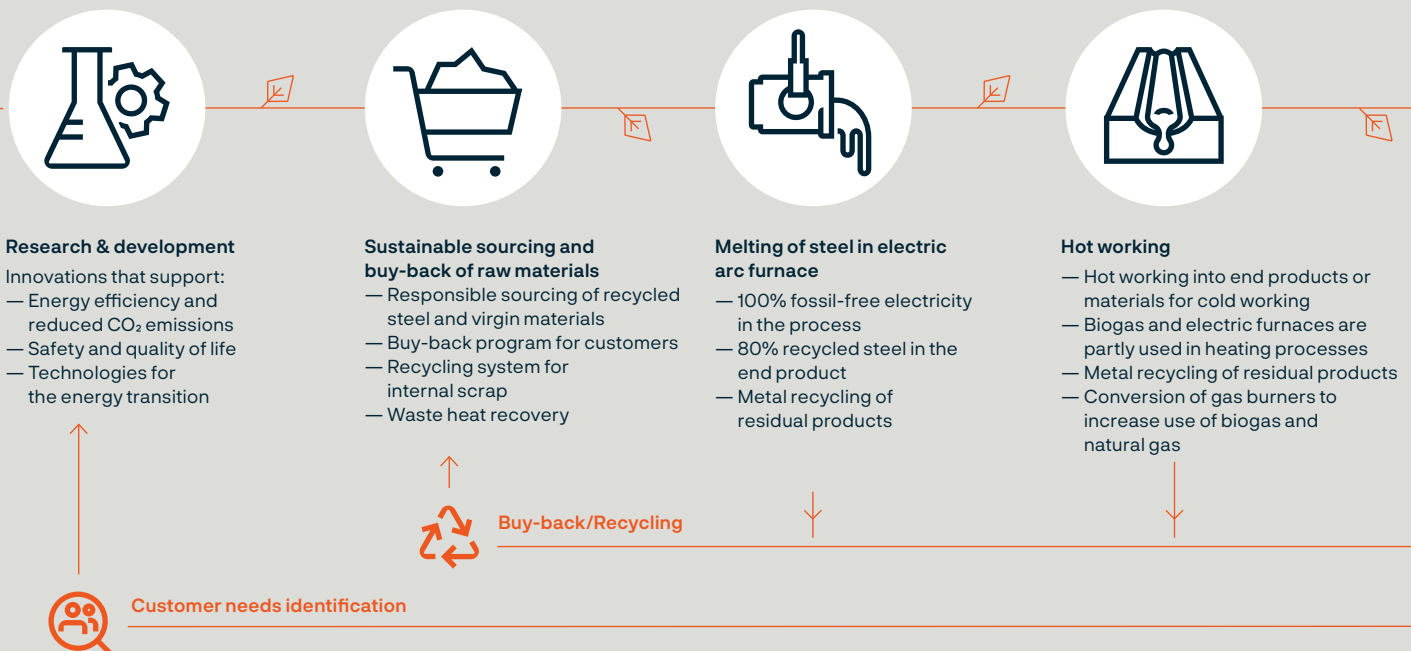 Research & development
Innovations that support:
— Energy efficiency and
reduced CO₂ emissions
— Safety and quality of life
— Technologies for
the energy transition
Sustainable sourcing and
buy-back of raw materials
— Responsible sourcing of recycled
steel and virgin materials
— Buy-back program for customers
— Recycling system for
internal scrap
— Waste heat recovery
Melting of steel in electric
arc furnace
— 100% fossil-free electricity
in the process
— 80% recycled steel in the
end product
— Metal recycling of
residual products
Hot working
— Hot working into end products or
materials for cold working
— Biogas and electric furnaces are
partly used in heating processes
— Metal recycling of residual products
— Conversion of gas burners to
increase use of biogas and
natural gas
Buy-back/Recycling
Customer needs identification